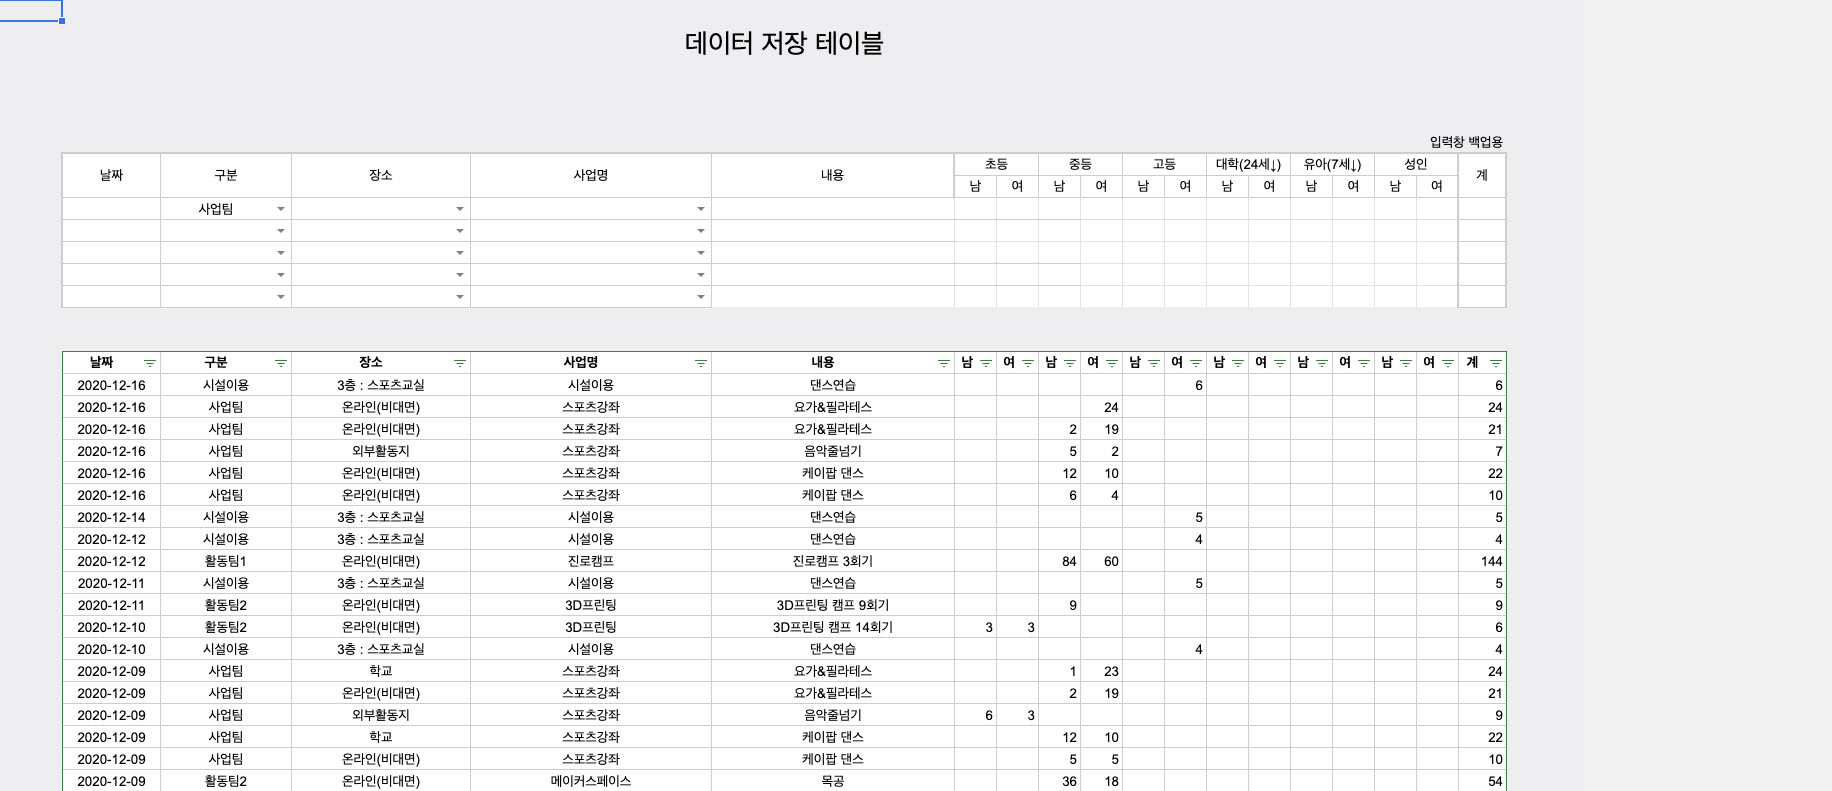 데이터 저장 테이블
입력창 백업용
날짜 구분 장소 사업명 내용 초등 중등 고등 대학(24세↓) 유아(7세↓) 성인 계
남 여 남 여 남 여 남 여 남 여 남 여
사업팀
날짜 구분 장소 사업명 내용 남 여 남 여 남 여 남 여 남 여 남 여 계
2020-12-16 시설이용 3층 : 스포츠교실 시설이용 댄스연습 6 6
2020-12-16 사업팀 온라인(비대면) 스포츠강좌 요가&필라테스 24 24
2020-12-16 사업팀 온라인(비대면) 스포츠강좌 요가&필라테스 2 19 21
2020-12-16 사업팀 외부활동지 스포츠강좌 음악줄넘기 5 2 7
2020-12-16 사업팀 온라인(비대면) 스포츠강좌 케이팝 댄스 12 10 22
2020-12-16 사업팀 온라인(비대면) 스포츠강좌 케이팝 댄스 6 4 10
2020-12-14 시설이용 3층 : 스포츠교실 시설이용 댄스연습 5 5
2020-12-12 시설이용 3층 : 스포츠교실 시설이용 댄스연습 4 4
2020-12-12 활동팀1 온라인(비대면) 진로캠프 진로캠프 3회기 84 60 144
2020-12-11 시설이용 3층 : 스포츠교실 시설이용 댄스연습 5 5
2020-12-11 활동팀2 온라인(비대면) 3D프린팅 3D프린팅 캠프 9회기 9 9
2020-12-10 활동팀2 온라인(비대면) 3D프린팅 3D프린팅 캠프 14회기 3 3 6
2020-12-10 시설이용 3층 : 스포츠교실 시설이용 댄스연습 4 4
2020-12-09 사업팀 학교 스포츠강좌 요가&필라테스 1 23 24
2020-12-09 사업팀 온라인(비대면) 스포츠강좌 요가&필라테스 2 19 21
2020-12-09 사업팀 외부활동지 스포츠강좌 음악줄넘기 6 3 9
2020-12-09 사업팀 학교 스포츠강좌 케이팝 댄스 12 10 22
2020-12-09 사업팀 온라인(비대면) 스포츠강좌 케이팝 댄스 5 5 10
2020-12-09 활동팀2 온라인(비대면) 메이커스페이스 목공 36 18 54